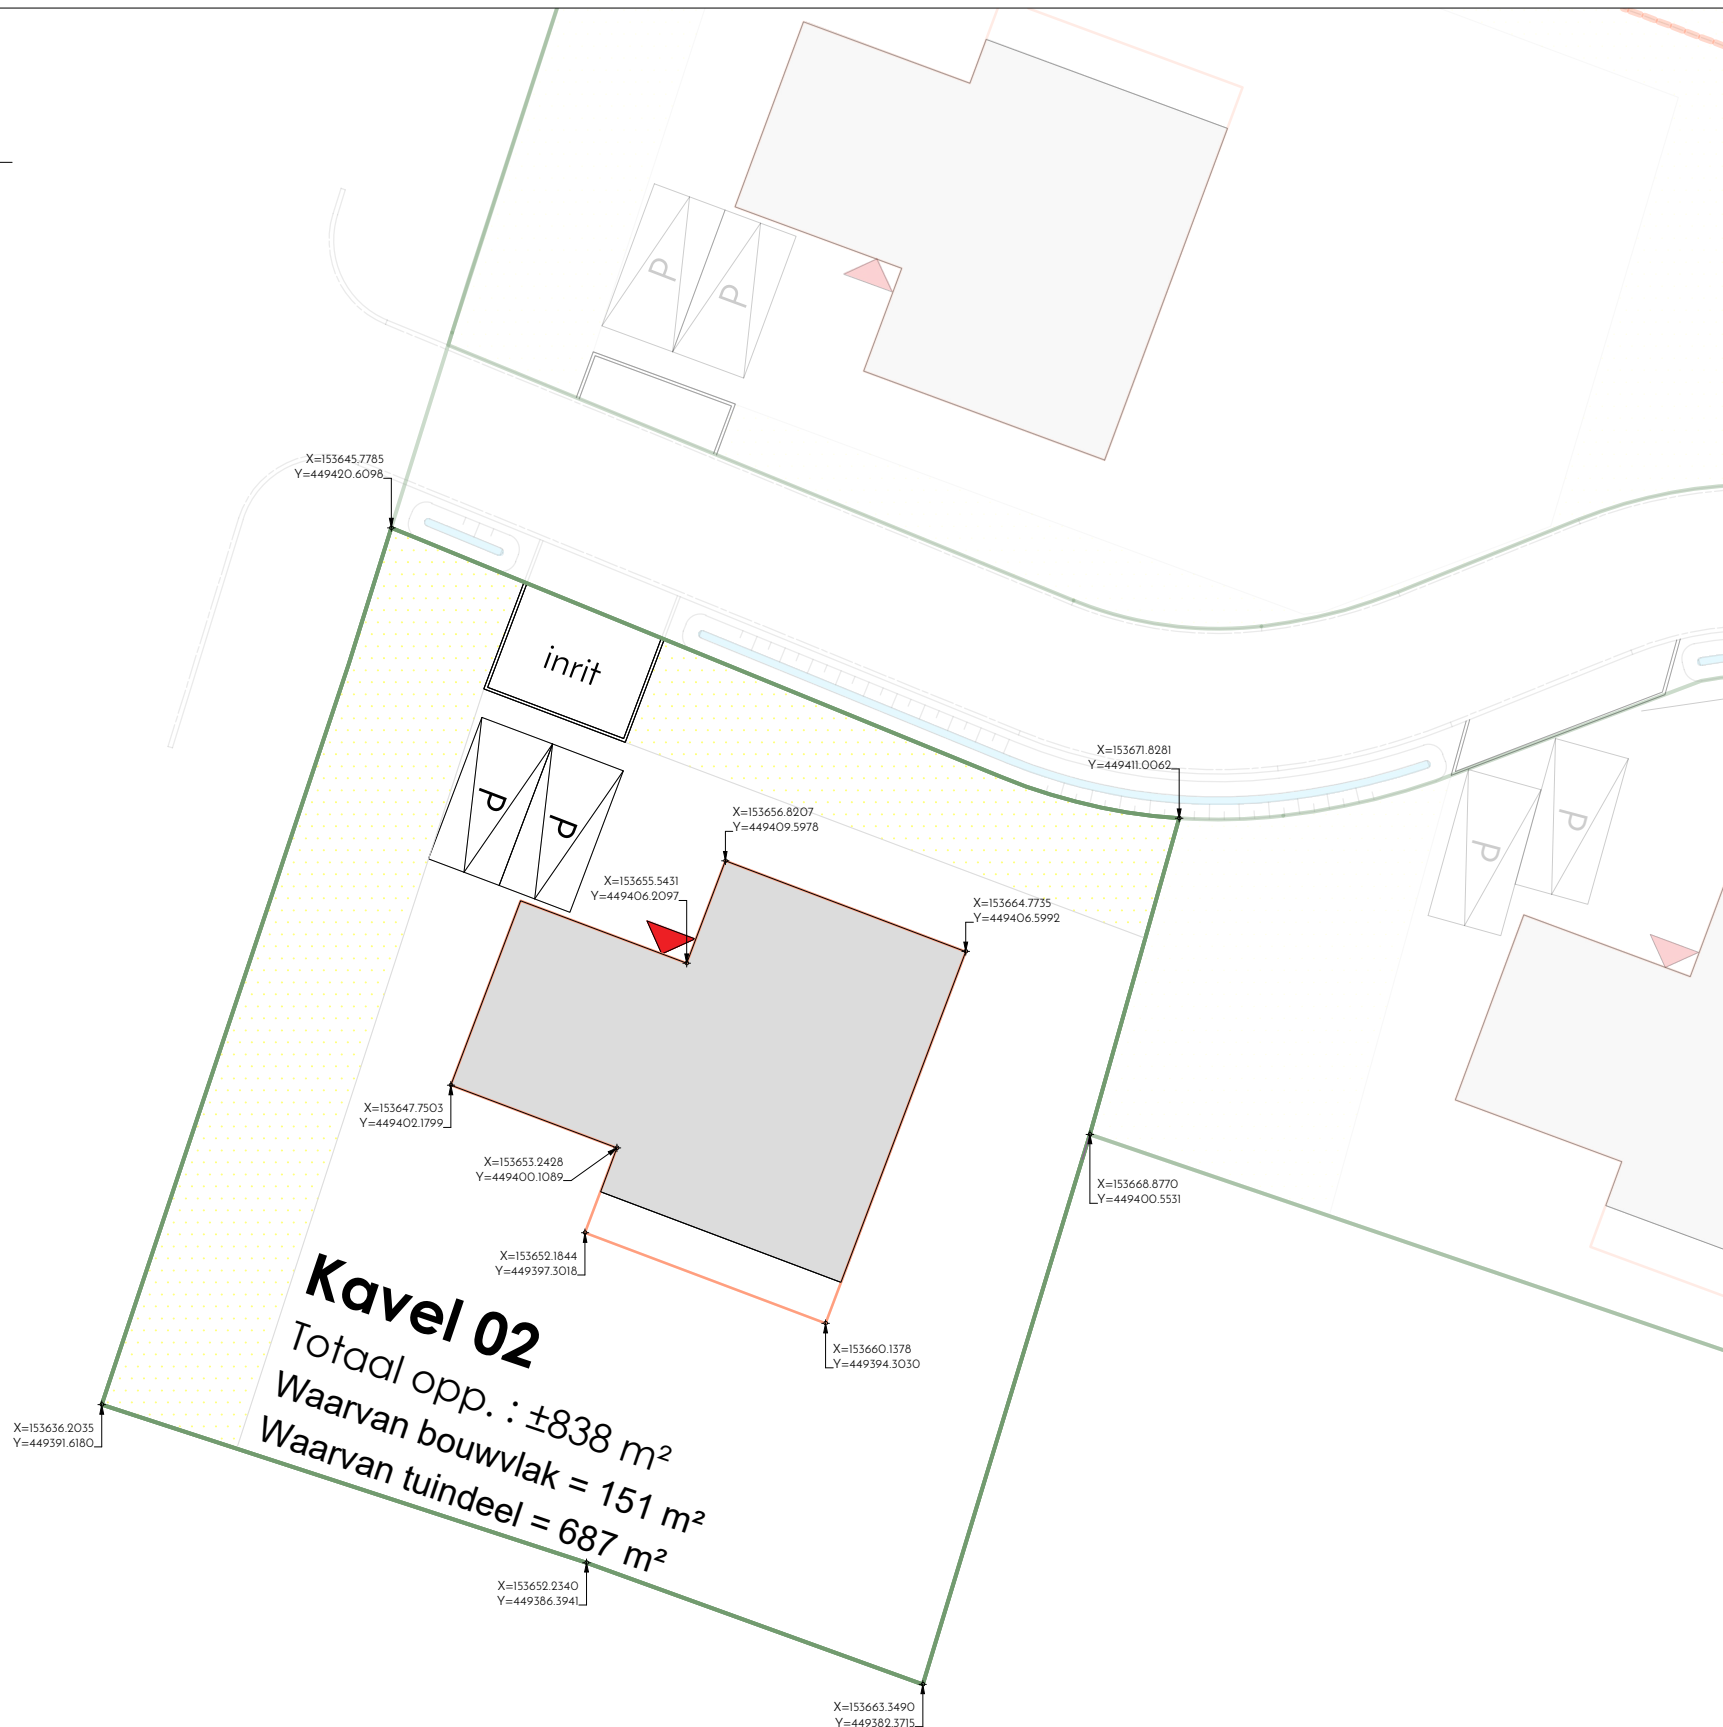 P
P
X=153645.7785
Y=449420.6098
inrit
X=153671.8281
Y=449411.0062
P
P
X=153656.8207
Y=449409.5978
P
P
X=153655.5431
Y=449406.2097
X=153664.7735
Y=449406.5992
X=153647.7503
Y=449402.1799
X=153653.2428
Y=449400.1089
X=153668.8770
Y=449400.5531
X=153652.1844
Y=449397.3018
X=153660.1378
Y=449394.3030
Kavel 02
Totaal opp. : ±838 m²
Waarvan bouwvlak = 151 m²
Waarvan tuindeel = 687 m²
X=153636.2035
Y=449391.6180
X=153652.2340
Y=449386.3941
X=153663.3490
Y=449382.3715